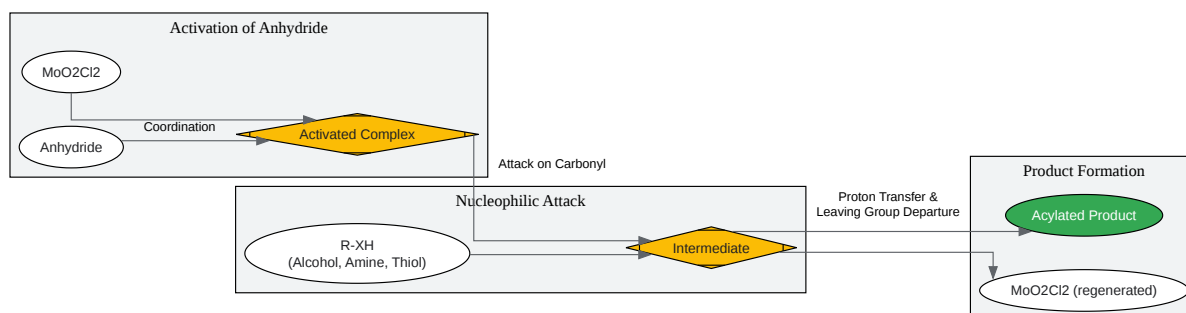 Activation of Anhydride
MoO2Cl2
Coordination
Anhydride
Activated Complex
Attack on Carbonyl
Nucleophilic Attack
R-XH
(Alcohol, Amine, Thiol)
Intermediate
Proton Transfer &
Leaving Group Departure
Product Formation
Acylated Product
MoO2Cl2 (regenerated)